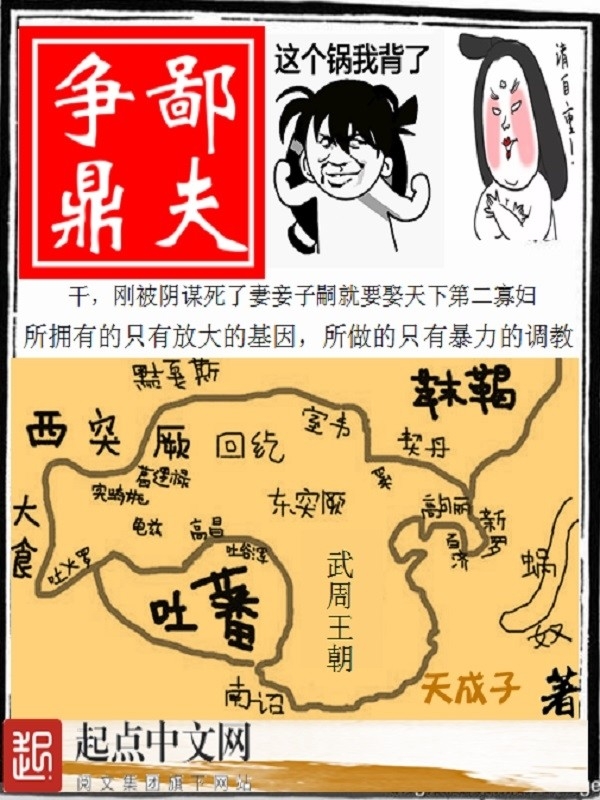 争鄙
鼎夫
这个锅我背了
请自重!
干，刚被阴谋死了妻妾子嗣就要娶天下第二寡妇
所拥有的只有放大的基因，所做的只有暴力的调教
黠戛斯
靺鞨
西突厥
回纥
室韦
契丹
奚
葛逻禄
突骑施
东突厥
高句丽
新罗
百济
大食
龟兹
高昌
吐火罗
吐谷浑
吐蕃
武周王朝
蜗奴
南诏
天成子
著
起点中文网
阅文集团旗下网站